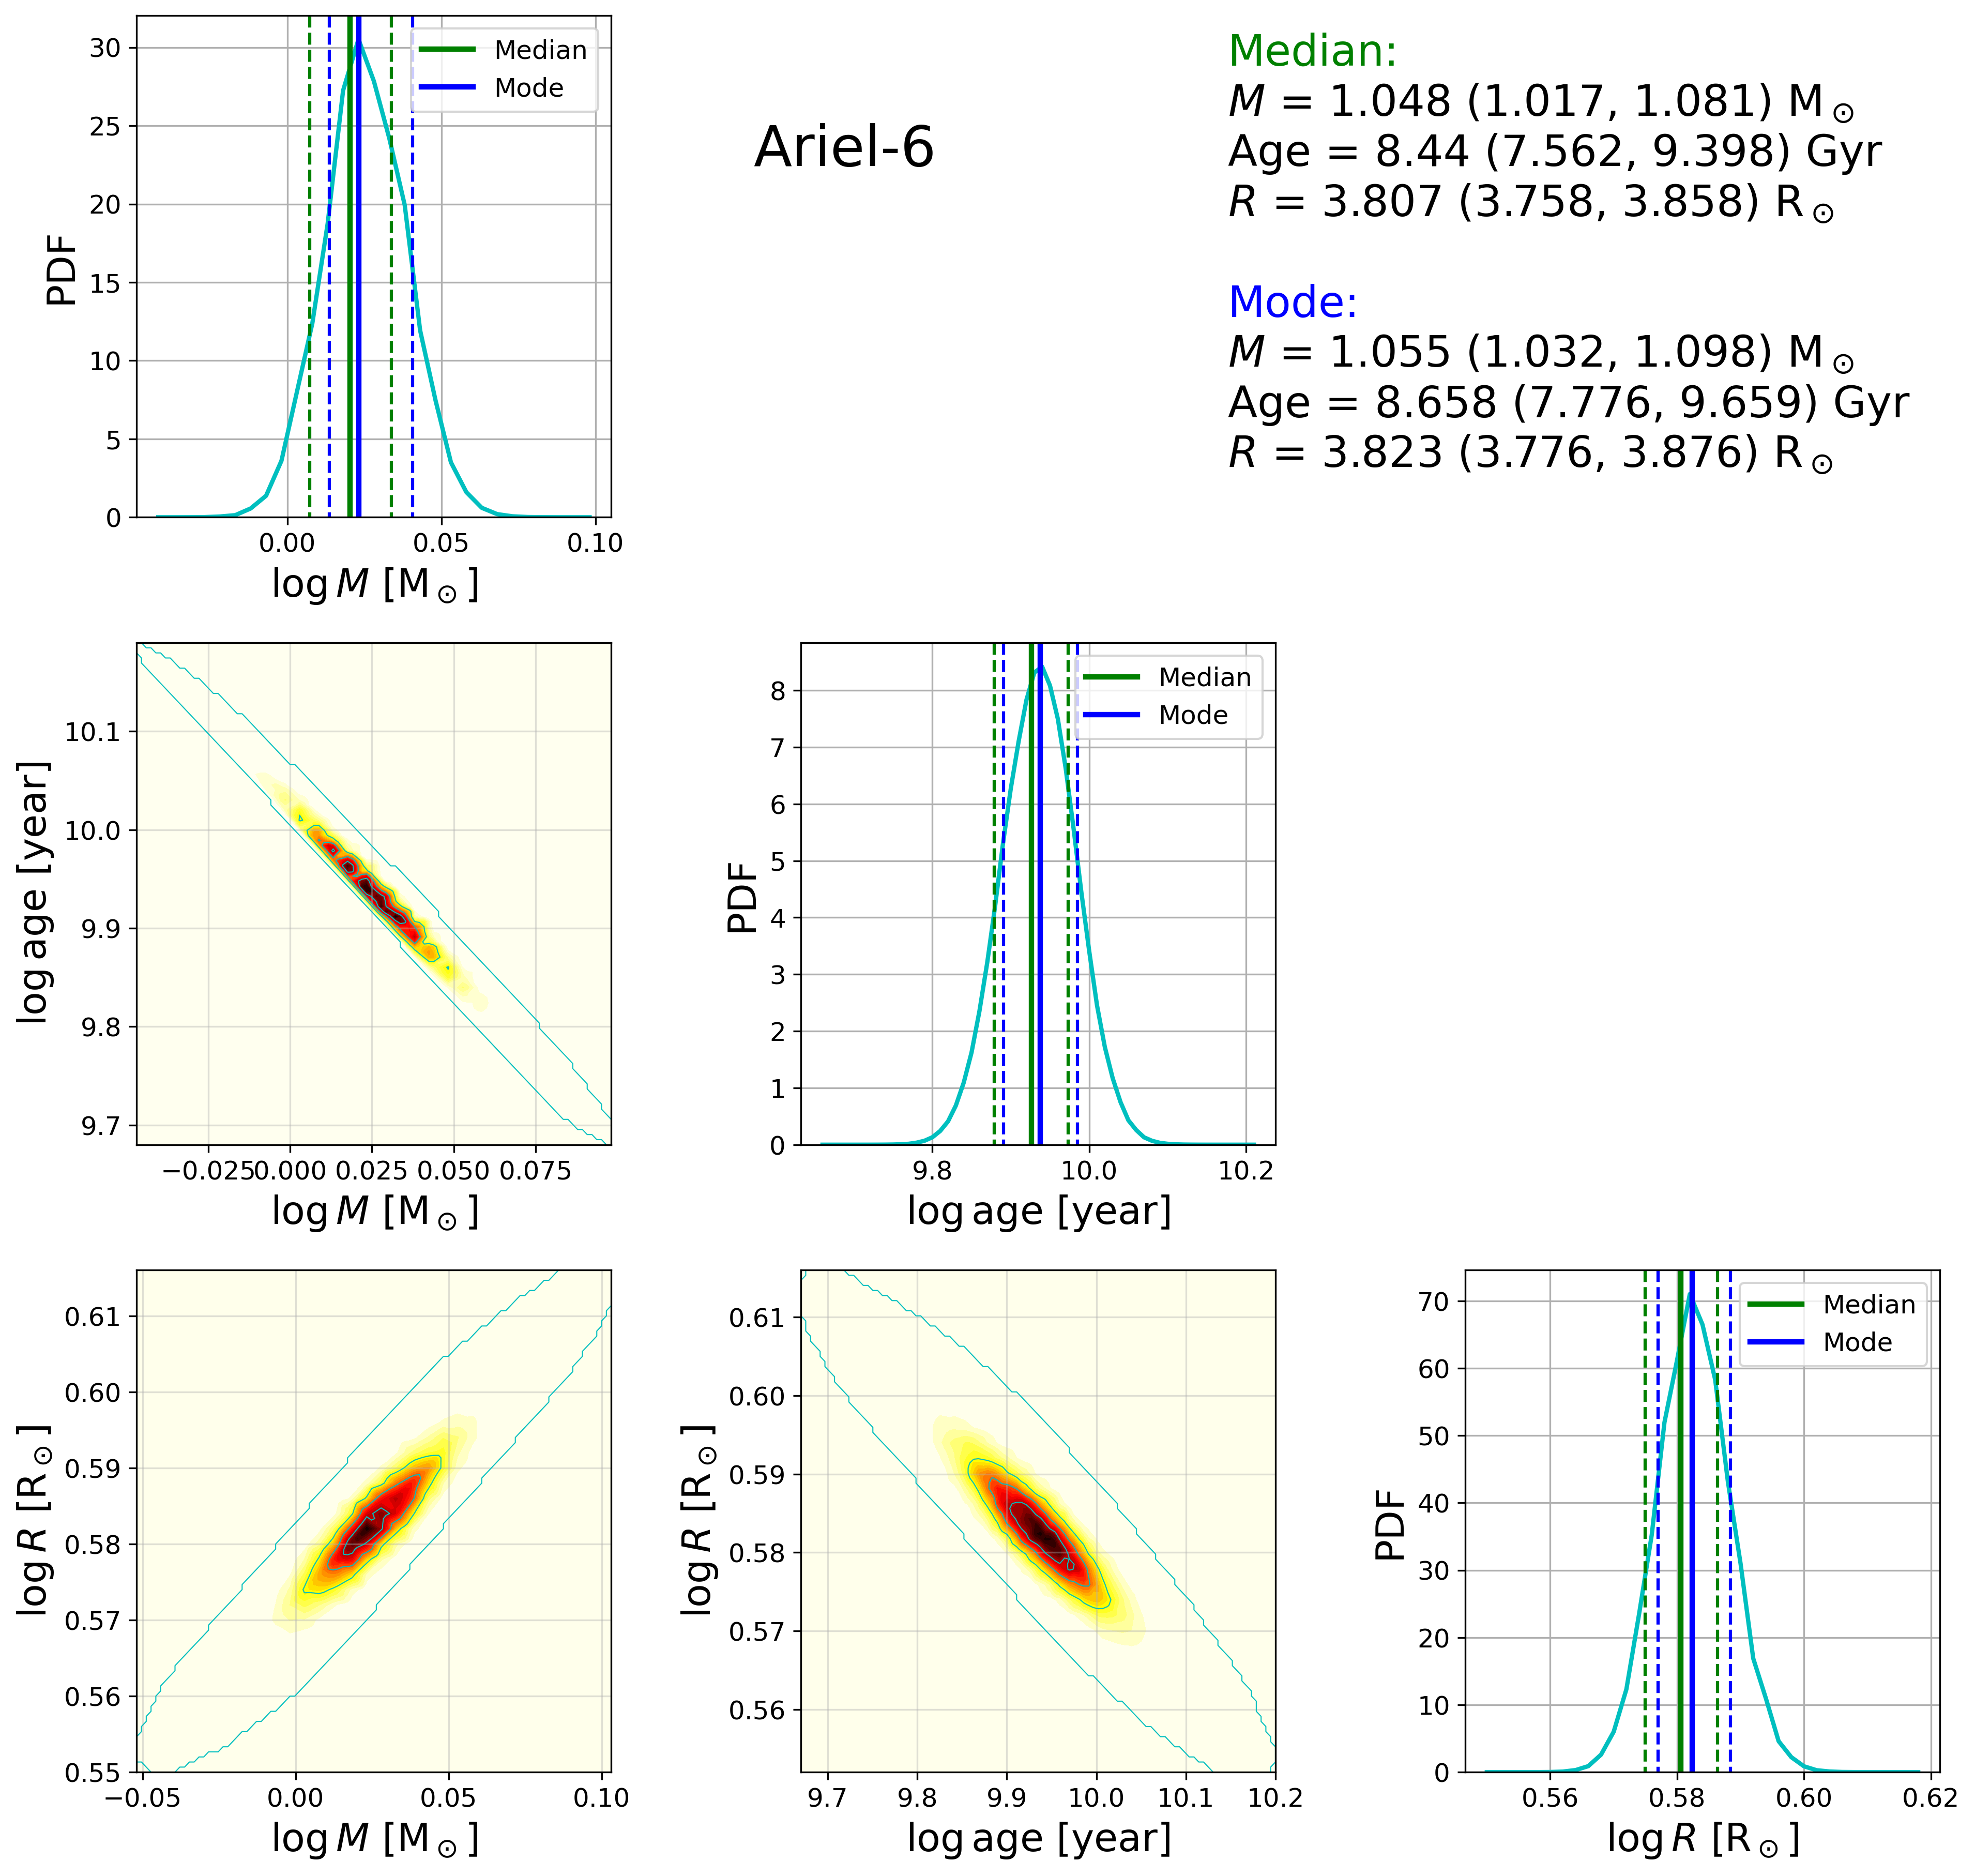 30
25
20
15
10
5
0
PDF
0.00 0.05 0.10
log M [M⊙]
Median
Mode
Ariel-6
Median:
M = 1.048 (1.017, 1.081) M⊙
Age = 8.44 (7.562, 9.398) Gyr
R = 3.807 (3.758, 3.858) R⊙
Mode:
M = 1.055 (1.032, 1.098) M⊙
Age = 8.658 (7.776, 9.659) Gyr
R = 3.823 (3.776, 3.876) R⊙
10.1
10.0
9.9
9.8
9.7
log age [year]
−0.025 0.000 0.025 0.050 0.075
log M [M⊙]
8
7
6
5
4
3
2
1
0
PDF
9.8 10.0 10.2
log age [year]
Median
Mode
0.61
0.60
0.59
0.58
0.57
0.56
0.55
log R [R⊙]
−0.05 0.00 0.05 0.10
log M [M⊙]
0.61
0.60
0.59
0.58
0.57
0.56
log R [R⊙]
9.7 9.8 9.9 10.0 10.1 10.2
log age [year]
70
60
50
40
30
20
10
0
PDF
0.56 0.58 0.60 0.62
log R [R⊙]
Median
Mode